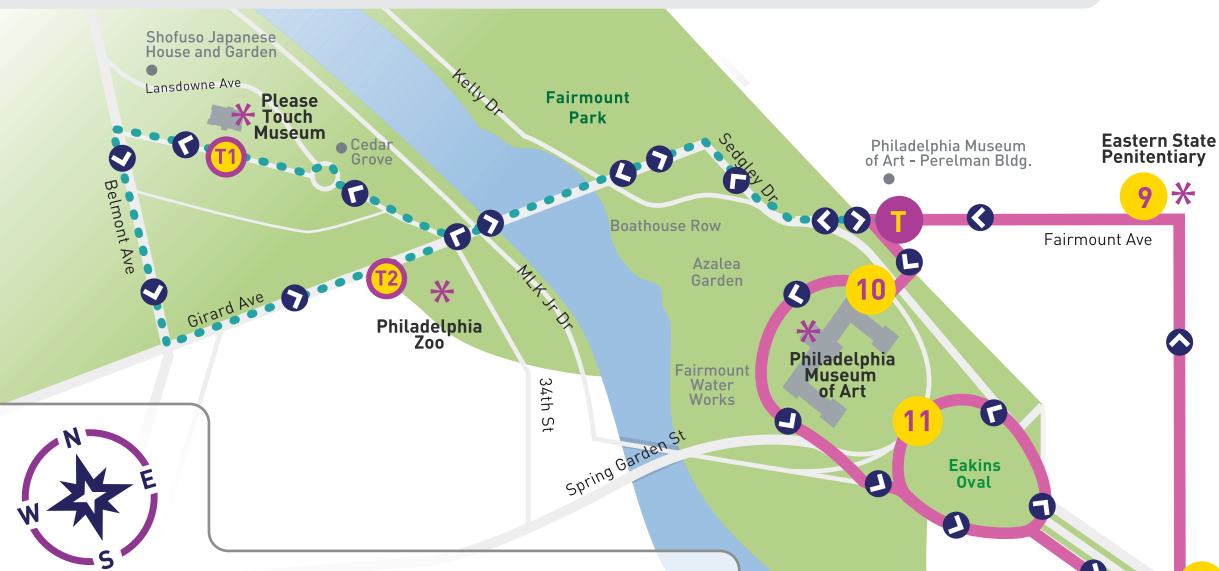 Shofuso Japanese
House and Garden
Lansdowne Ave
Please
Touch
Museum
T1
Cedar
Grove
Belmont Ave
Girard Ave
T2
Philadelphia
Zoo
Kelly Dr
Fairmount
Park
Sedgley Dr
Boathouse Row
MLK Jr Dr
34th St
Spring Garden St
Azalea
Garden
Fairmount
Water
Works
Philadelphia Museum
of Art - Perelman Bldg.
T
Eastern State
Penitentiary
9
Fairmount Ave
10
Philadelphia
Museum
of Art
11
Eakins
Oval
N
E
W
S